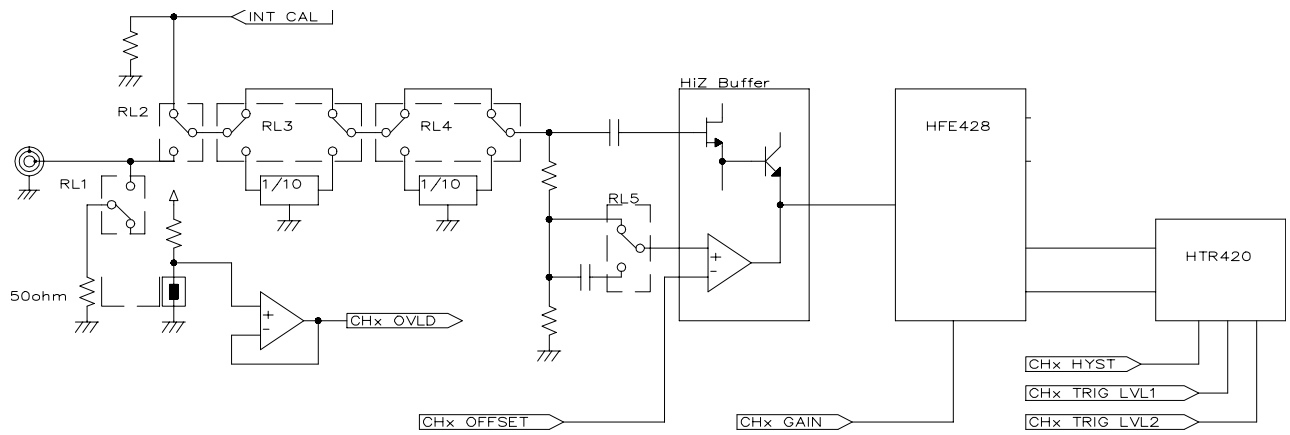 INT CAL
HiZ Buffer
RL2
RL3
RL4
HFE428
RL1
1/10
1/10
RL5
+
-
HTR420
50ohm
+
-
CHx OVLD
CHx HYST
CHx TRIG LVL1
CHx OFFSET
CHx GAIN
CHx TRIG LVL2